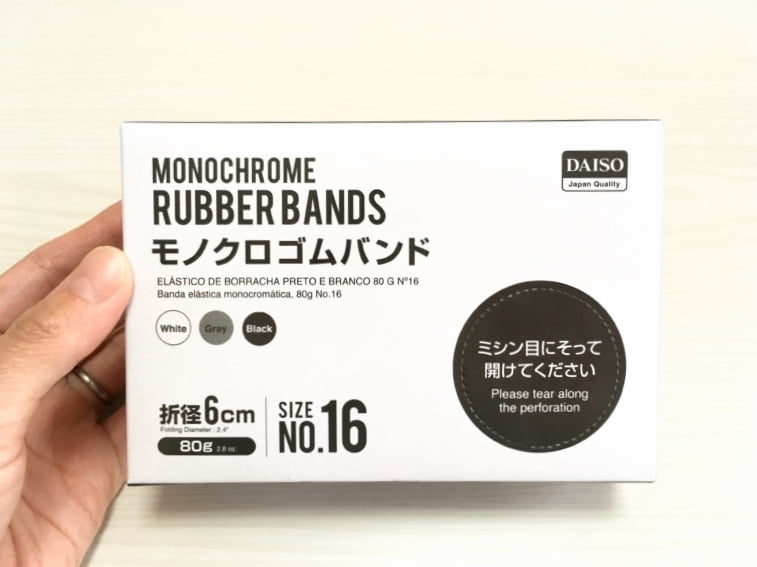 MONOCHROME
RUBBER BANDS
モノクロゴムバンド
ELÁSTICO DE BORRACHA PRETO E BRANCO 80 G Nº16
Banda elástica monocromática, 80g No.16
White Gray Black
DAISO
Japan Quality
ミシン目にそって
開けてください
Please tear along
the perforation
折径6cm
Folding Diameter : 2.4"
80g 2.8 oz.
SIZE
NO.16